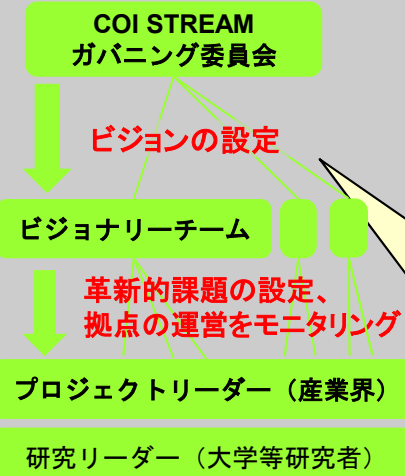 COI STREAM
ガバニング委員会
ビジョンの設定
ビジョナリーチーム
革新的課題の設定、
拠点の運営をモニタリング
プロジェクトリーダー（産業界）
研究リーダー（大学等研究者）